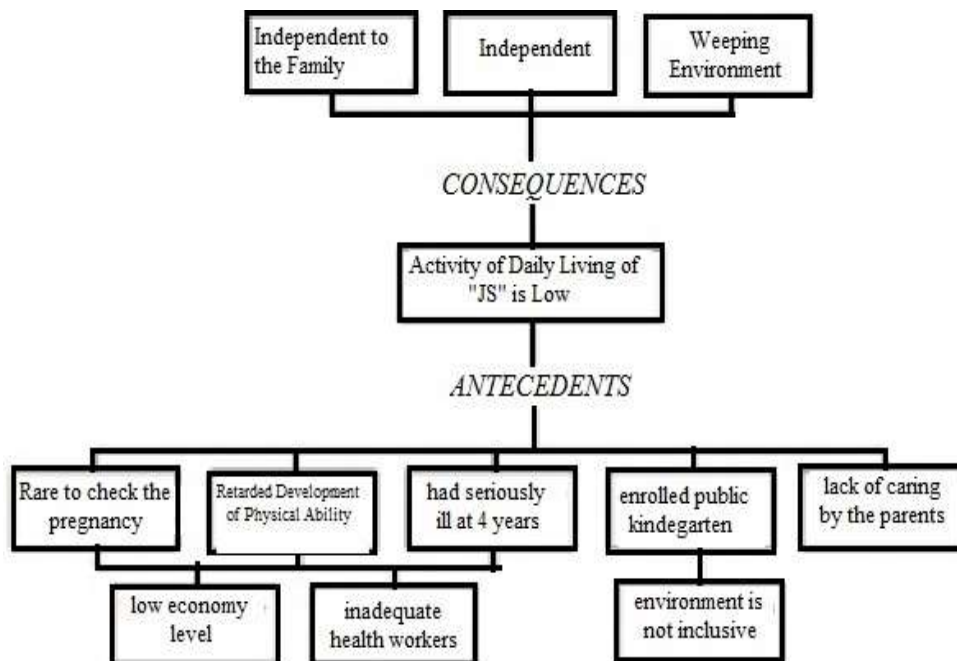 Independent to
the Family
Independent
Weeping
Environment
CONSEQUENCES
Activity of Daily Living of
"JS" is Low
ANTECEDENTS
Rare to check the
pregnancy
Retarded Development
of Physical Ability
had seriously
ill at 4 years
enrolled public
kindegarten
lack of caring
by the parents
low economy
level
inadequate
health workers
environment is
not inclusive